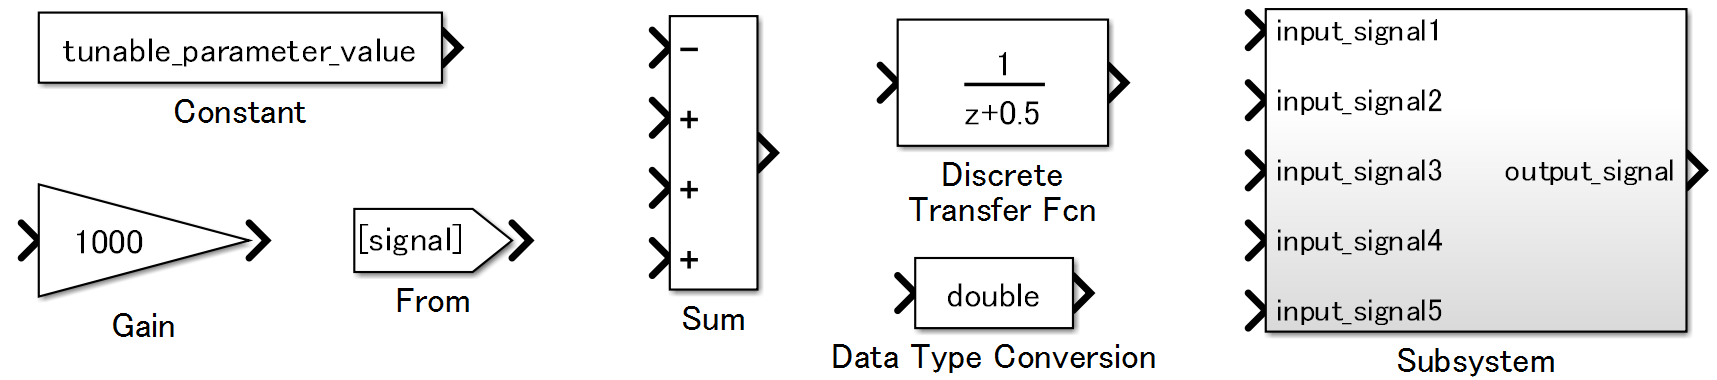 tunable_parameter_value
Constant
1000
Gain
[signal]
From
−
+
+
+
Sum
1
z+0.5
Discrete
Transfer Fcn
double
Data Type Conversion
input_signal1
input_signal2
input_signal3
output_signal
input_signal4
input_signal5
Subsystem